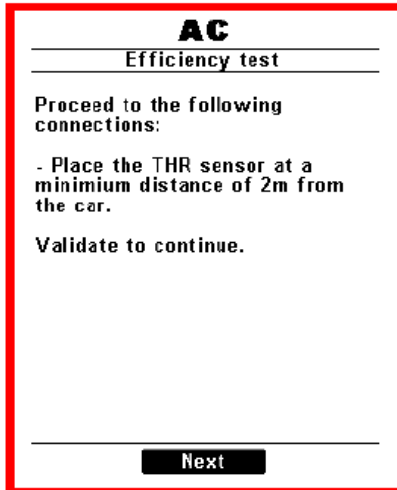 AC
Efficiency test
Proceed to the following
connections:
- Place the THR sensor at a
minimium distance of 2m from
the car.
Validate to continue.
Next